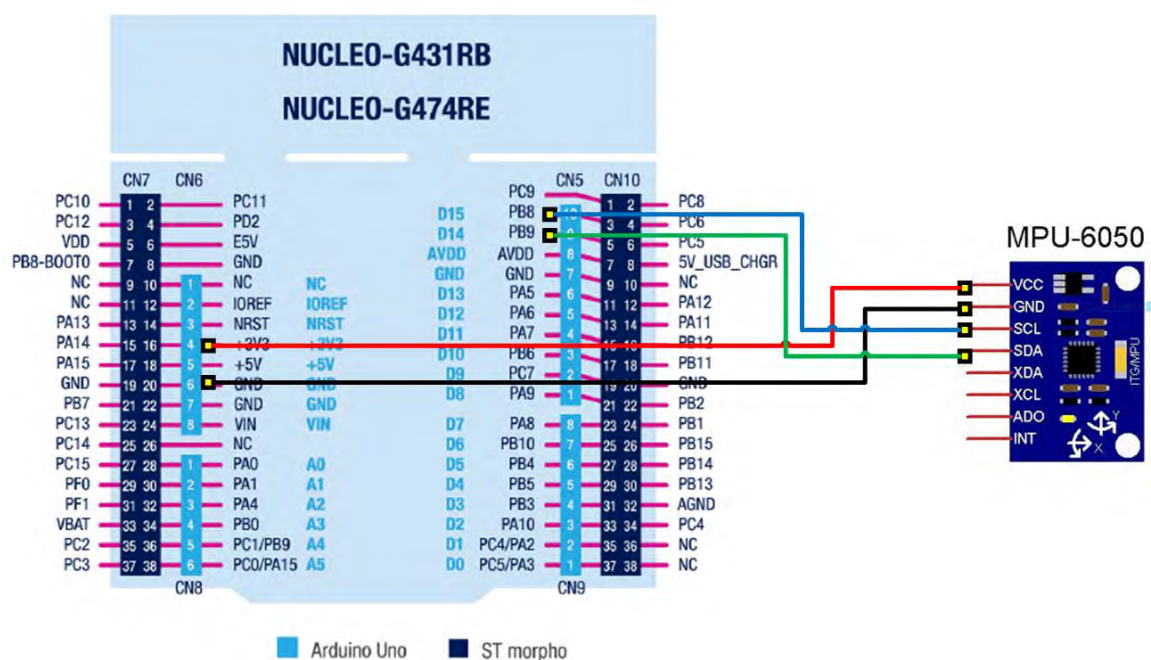 NUCLEO-G431RB
NUCLEO-G474RE
CN7 CN6 CN5 CN10
PC10 1 2 PC11 PC9 1 2 PC8
PC12 3 4 PD2 D15 PB8 10 3 4 PC6
VDD 5 6 E5V D14 PB9 9 5 6 PC5
PB8-BOOT0 7 8 GND AVDD AVDD 8 7 8 5V_USB_CHGR
NC 9 10 1 NC NC GND GND 7 9 10 NC
NC 11 12 2 IOREF IOREF D13 PA5 6 11 12 PA12
PA13 13 14 3 NRST NRST D12 PA6 5 13 14 PA11
PA14 15 16 4 +3V3 +3V3 D11 PA7 4 15 16 PB12
PA15 17 18 5 +5V +5V D10 PB6 3 17 18 PB11
GND 19 20 6 GND GND D9 PC7 2 19 20 GND
PB7 21 22 7 GND GND D8 PA9 1 21 22 PB2
PC13 23 24 8 VIN VIN D7 PA8 8 23 24 PB1
PC14 25 26 NC D6 PB10 7 25 26 PB15
PC15 27 28 1 PA0 A0 D5 PB4 6 27 28 PB14
PF0 29 30 2 PA1 A1 D4 PB5 5 29 30 PB13
PF1 31 32 3 PA4 A2 D3 PB3 4 31 32 AGND
VBAT 33 34 4 PB0 A3 D2 PA10 3 33 34 PC4
PC2 35 36 5 PC1/PB9 A4 D1 PC4/PA2 2 35 36 NC
PC3 37 38 6 PC0/PA15 A5 D0 PC5/PA3 1 37 38 NC
CN8 CN9
Arduino Uno ST morpho
MPU-6050
VCC
GND
SCL
SDA
XDA
XCL
ADO
INT
ITG/MPU
Y
X